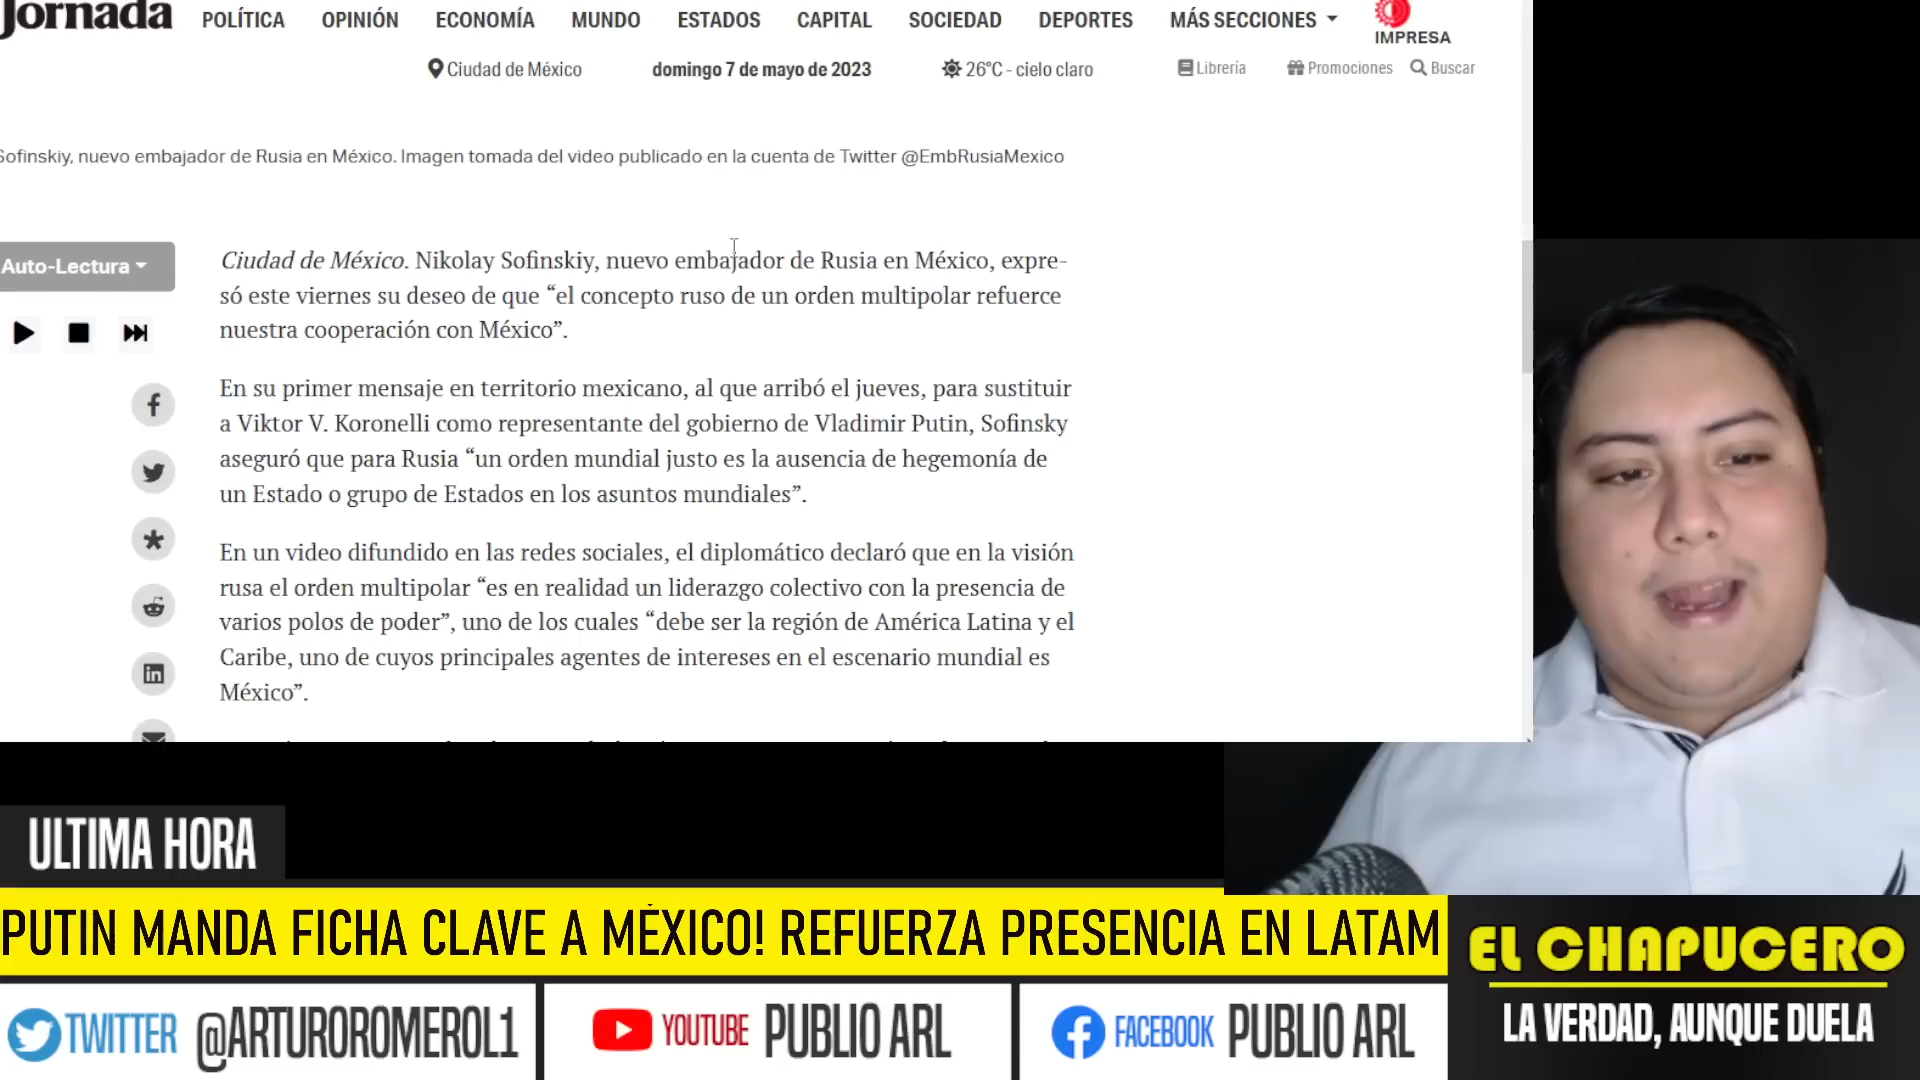 Jornada
POLÍTICA OPINIÓN ECONOMÍA MUNDO ESTADOS CAPITAL SOCIEDAD DEPORTES MÁS SECCIONES IMPRESA
Ciudad de México domingo 7 de mayo de 2023 26°C - cielo claro Librería Promociones Buscar
Sofinskiy, nuevo embajador de Rusia en México. Imagen tomada del video publicado en la cuenta de Twitter @EmbRusiaMexico
Auto-Lectura
Ciudad de México. Nikolay Sofinskiy, nuevo embajador de Rusia en México, expre-
só este viernes su deseo de que “el concepto ruso de un orden multipolar refuerce
nuestra cooperación con México”.
En su primer mensaje en territorio mexicano, al que arribó el jueves, para sustituir
a Viktor V. Koronelli como representante del gobierno de Vladimir Putin, Sofinsky
aseguró que para Rusia “un orden mundial justo es la ausencia de hegemonía de
un Estado o grupo de Estados en los asuntos mundiales”.
En un video difundido en las redes sociales, el diplomático declaró que en la visión
rusa el orden multipolar “es en realidad un liderazgo colectivo con la presencia de
varios polos de poder”, uno de los cuales “debe ser la región de América Latina y el
Caribe, uno de cuyos principales agentes de intereses en el escenario mundial es
México”.
ULTIMA HORA
PUTIN MANDA FICHA CLAVE A MÉXICO! REFUERZA PRESENCIA EN LATAM
EL CHAPUCERO
LA VERDAD, AUNQUE DUELA
TWITTER @ARTUROROMEROL1 YOUTUBE PUBLIO ARL FACEBOOK PUBLIO ARL